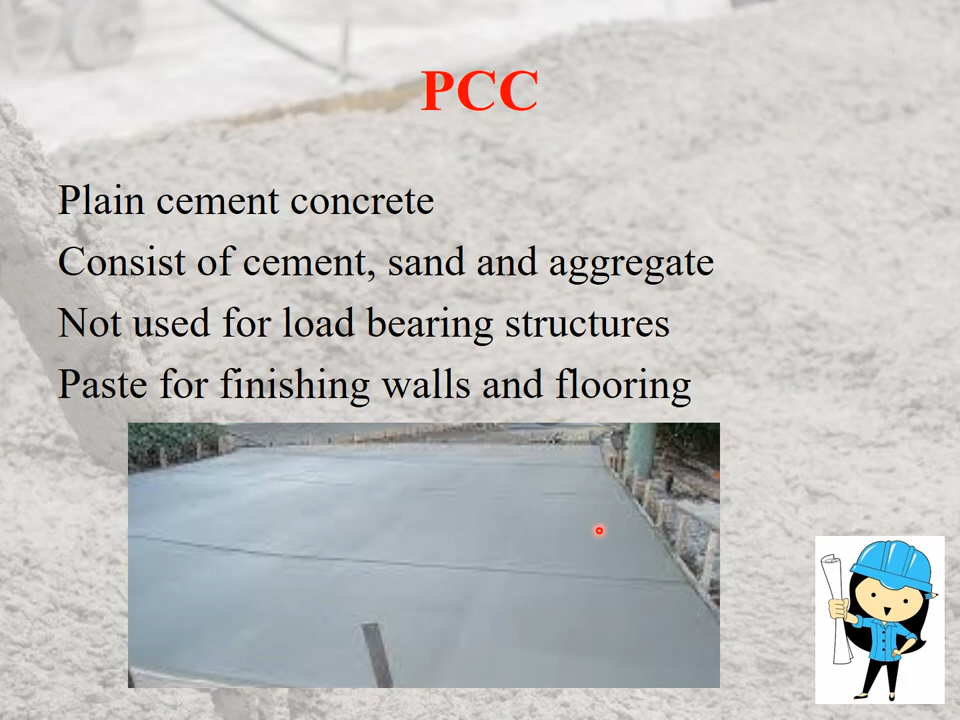 PCC
Plain cement concrete
Consist of cement, sand and aggregate
Not used for load bearing structures
Paste for finishing walls and flooring